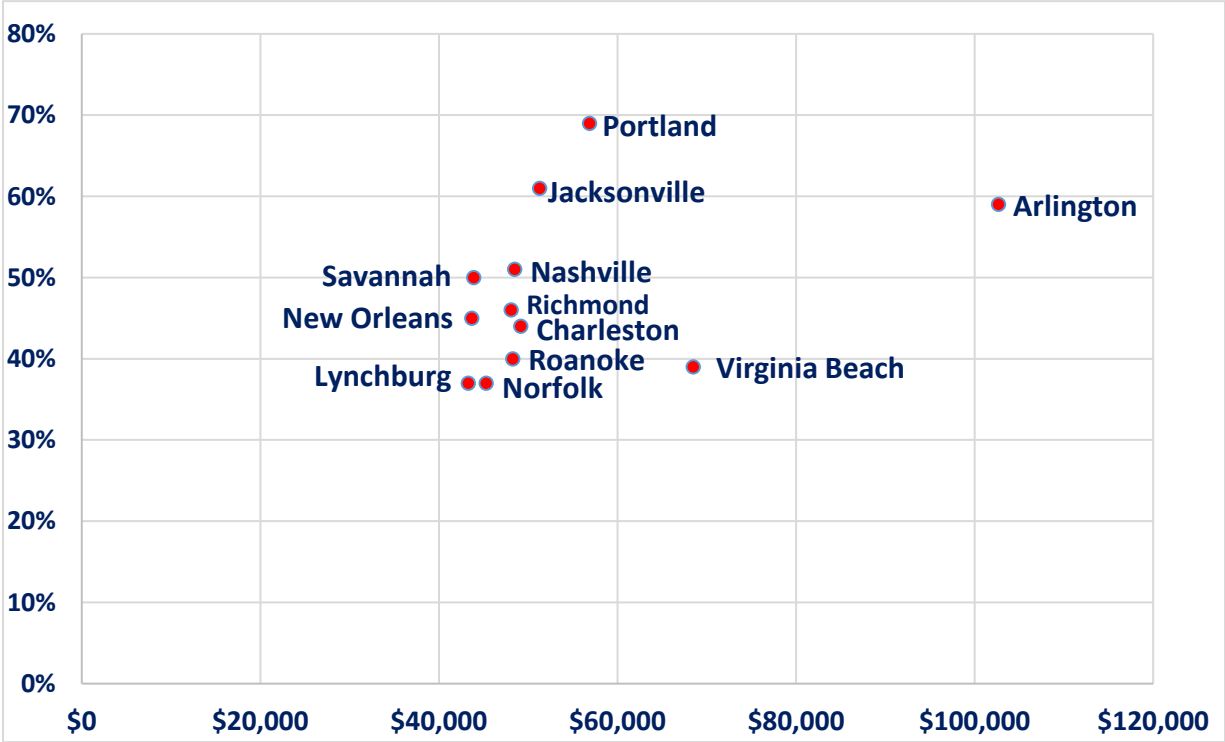 80%
70%
Portland
60%
Jacksonville
Arlington
50%
Savannah
Nashville
New Orleans
Richmond
Charleston
40%
Roanoke
Virginia Beach
Lynchburg
Norfolk
30%
20%
10%
0%
$0 $20,000 $40,000 $60,000 $80,000 $100,000 $120,000